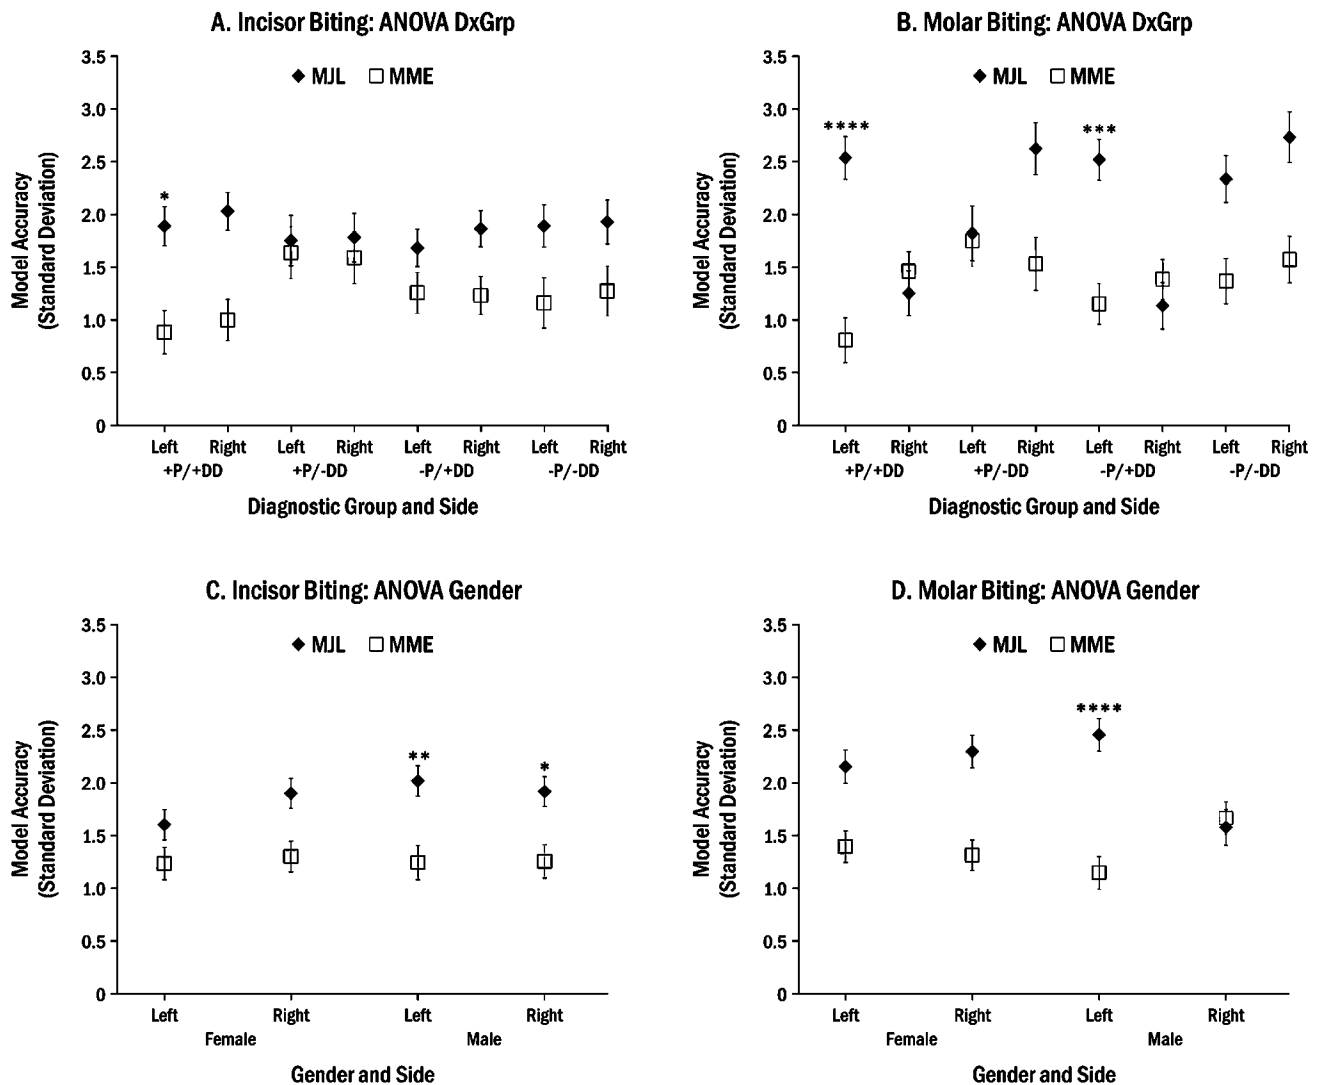 A. Incisor Biting: ANOVA DxGrp
◆ MJL □ MME
3.5
3.0
2.5
2.0
1.5
1.0
0.5
0
Model Accuracy
(Standard Deviation)
*
Left Right Left Right Left Right Left Right
+P/+DD +P/-DD -P/+DD -P/-DD
Diagnostic Group and Side
B. Molar Biting: ANOVA DxGrp
◆ MJL □ MME
3.5
3.0
2.5
2.0
1.5
1.0
0.5
0
Model Accuracy
(Standard Deviation)
**** ***
Left Right Left Right Left Right Left Right
+P/+DD +P/-DD -P/+DD -P/-DD
Diagnostic Group and Side
C. Incisor Biting: ANOVA Gender
◆ MJL □ MME
3.5
3.0
2.5
2.0
1.5
1.0
0.5
0
Model Accuracy
(Standard Deviation)
** *
Left Right Left Right
Female Male
Gender and Side
D. Molar Biting: ANOVA Gender
◆ MJL □ MME
3.5
3.0
2.5
2.0
1.5
1.0
0.5
0
Model Accuracy
(Standard Deviation)
****
Left Right Left Right
Female Male
Gender and Side